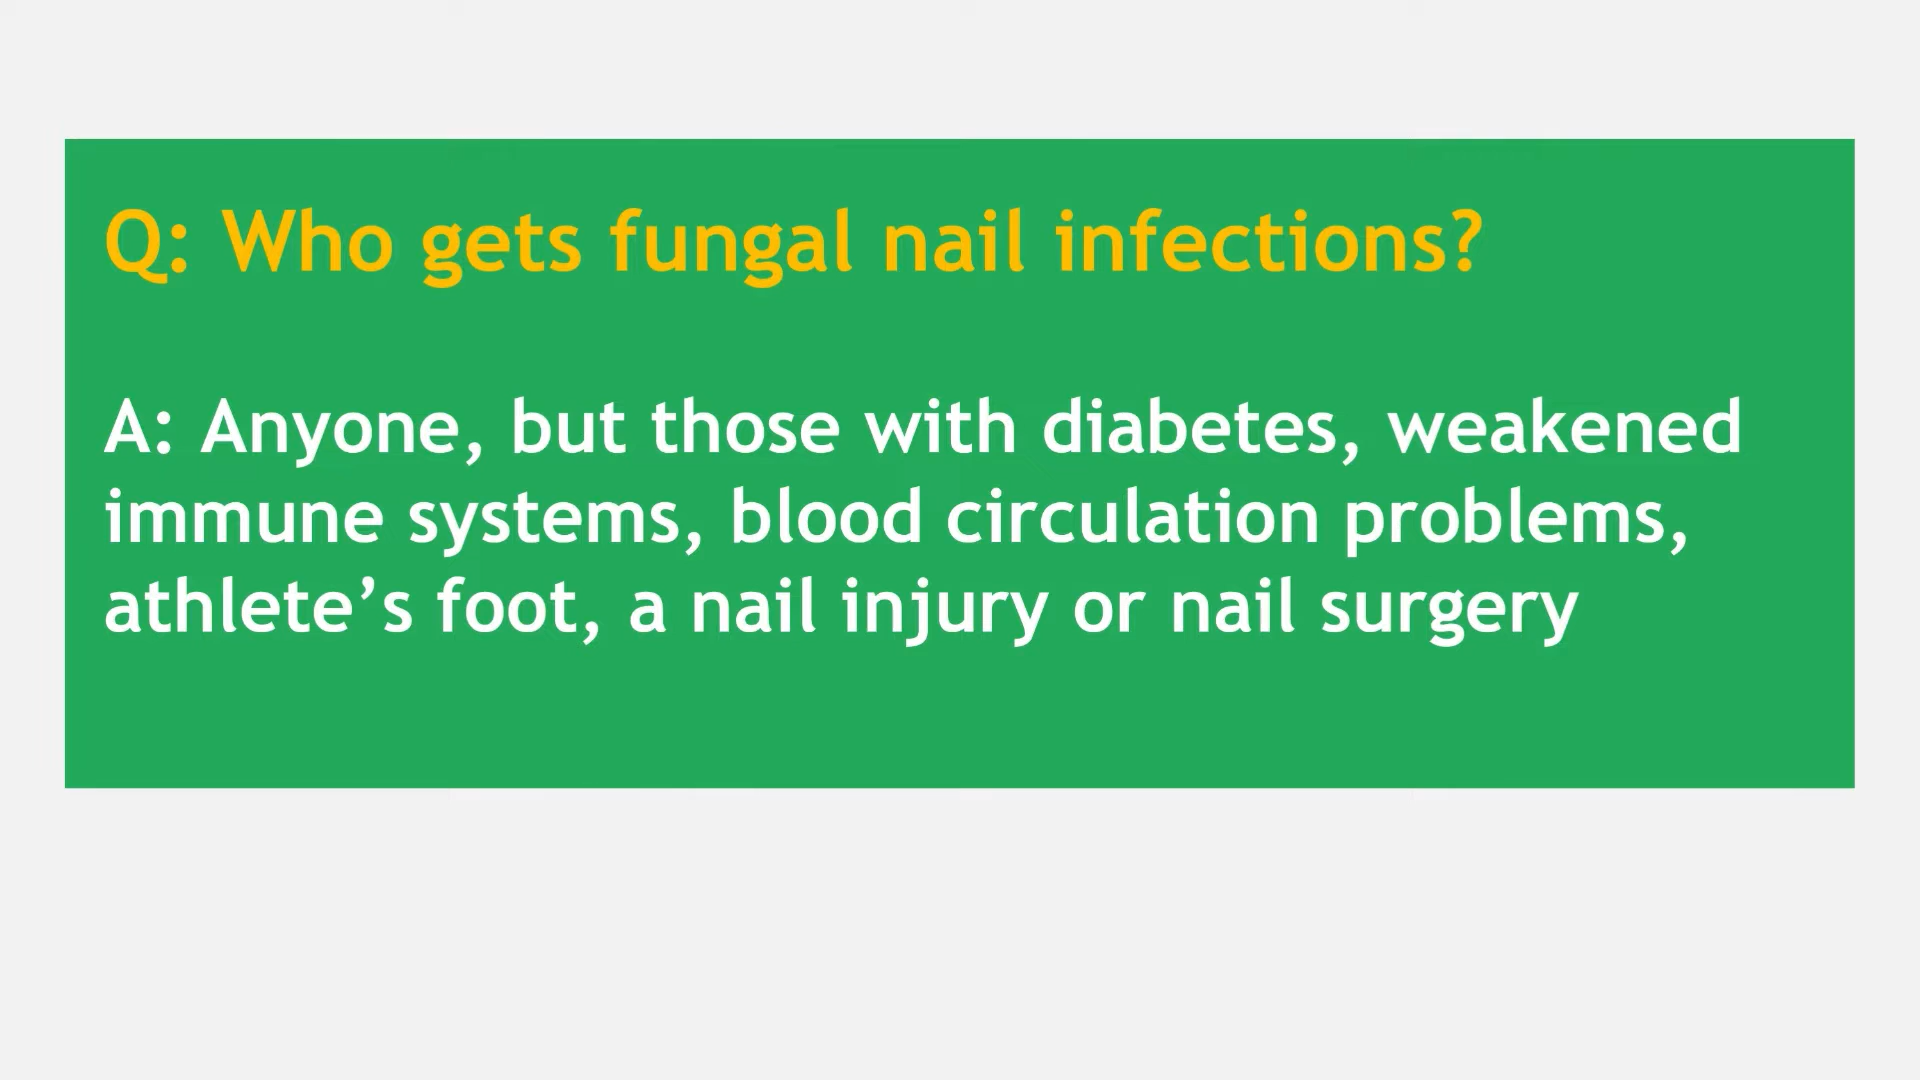 Q: Who gets fungal nail infections?
A: Anyone, but those with diabetes, weakened
immune systems, blood circulation problems,
athlete’s foot, a nail injury or nail surgery